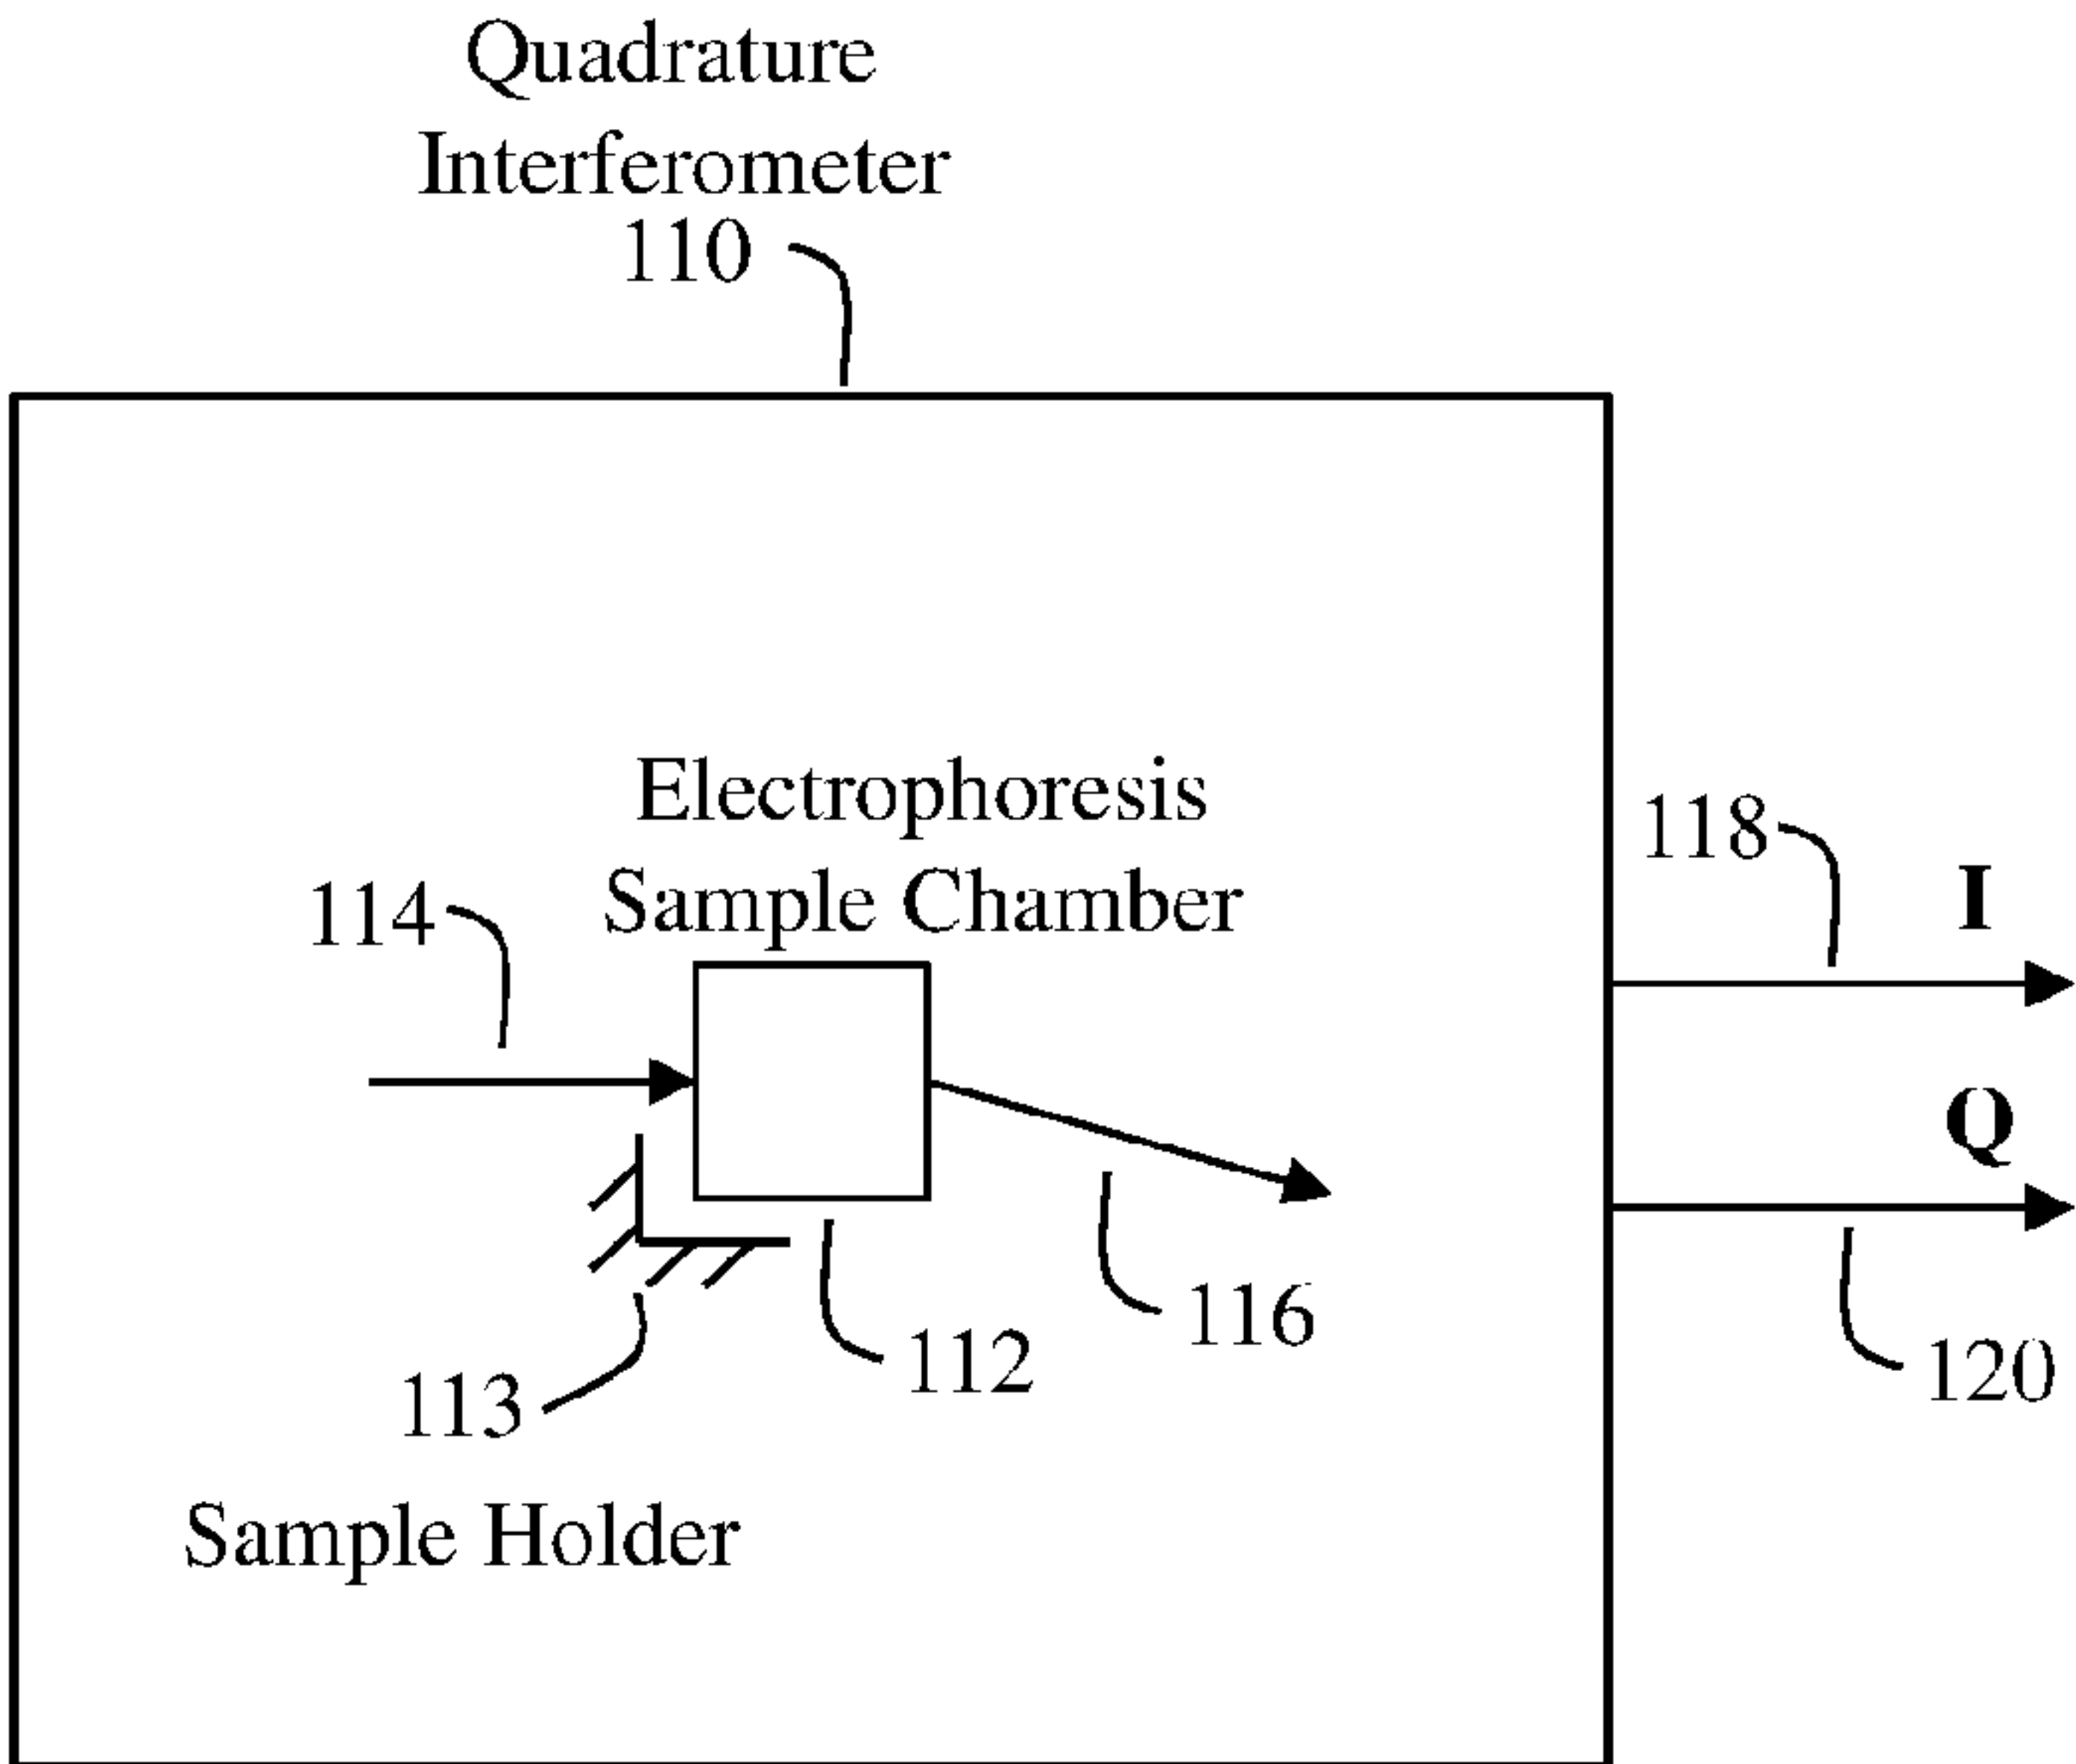 Quadrature
Interferometer
110
Electrophoresis
Sample Chamber
114
118
I
Q
116
112
120
113
Sample Holder